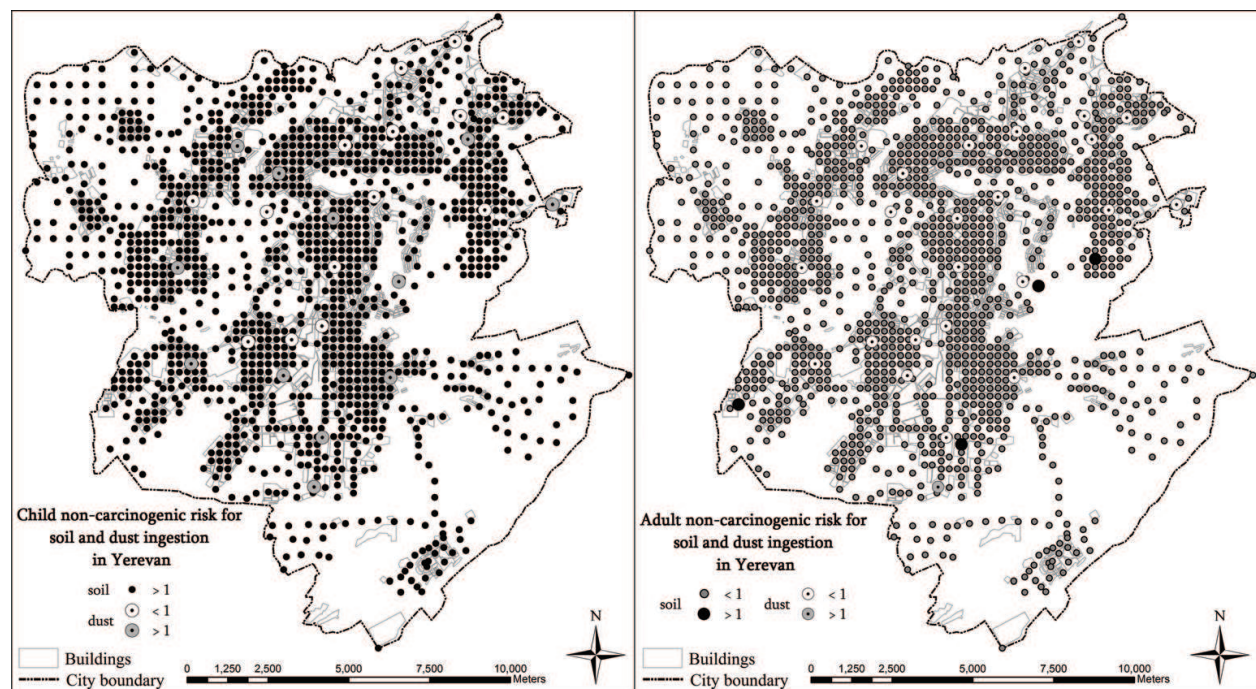 Child non-carcinogenic risk for
soil and dust ingestion
in Yerevan
soil > 1
dust < 1
> 1
Buildings
City boundary
0 1,250 2,500 5,000 7,500 10,000
Meters
N
Adult non-carcinogenic risk for
soil and dust ingestion
in Yerevan
soil < 1 dust < 1
> 1 > 1
Buildings
City boundary
0 1,250 2,500 5,000 7,500 10,000
Meters
N